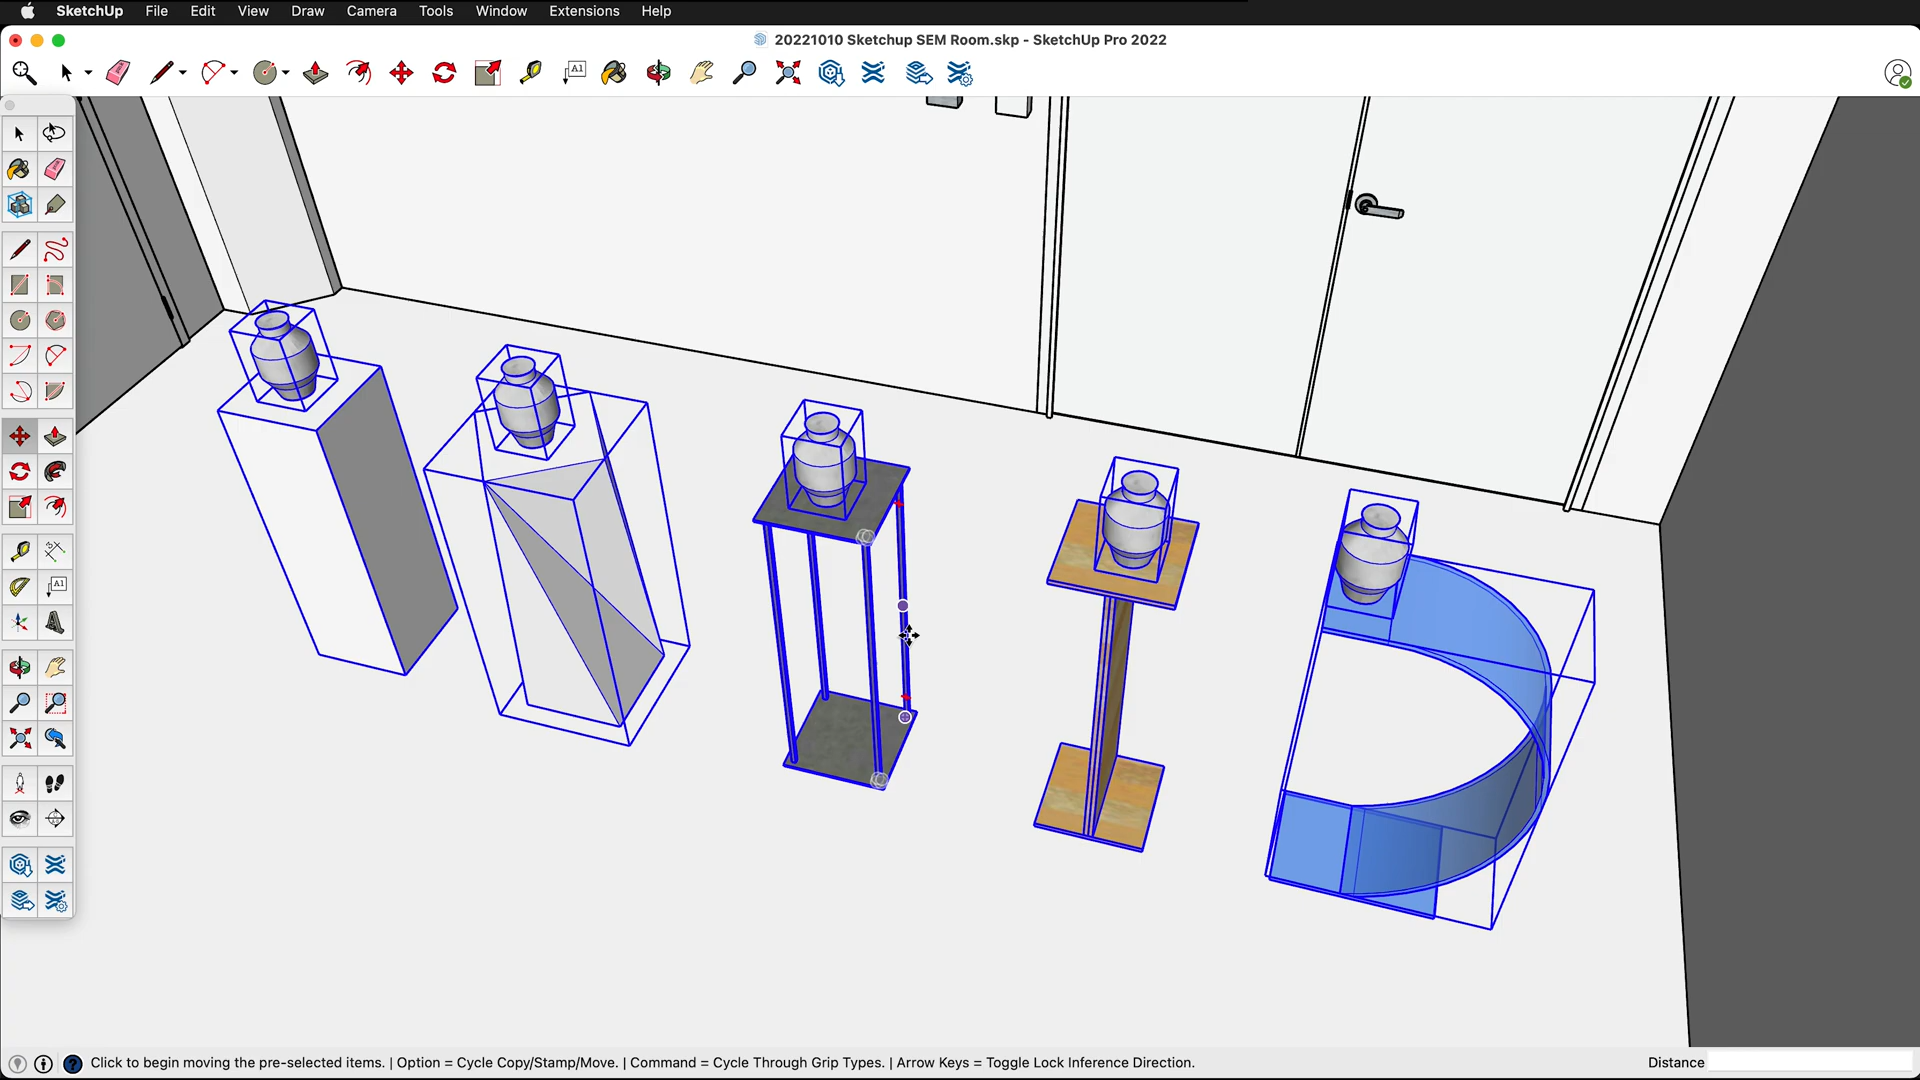 SketchUp File Edit View Draw Camera Tools Window Extensions Help
20221010 Sketchup SEM Room.skp - SketchUp Pro 2022
A1
A1
Click to begin moving the pre-selected items. | Option = Cycle Copy/Stamp/Move. | Command = Cycle Through Grip Types. | Arrow Keys = Toggle Lock Inference Direction. Distance